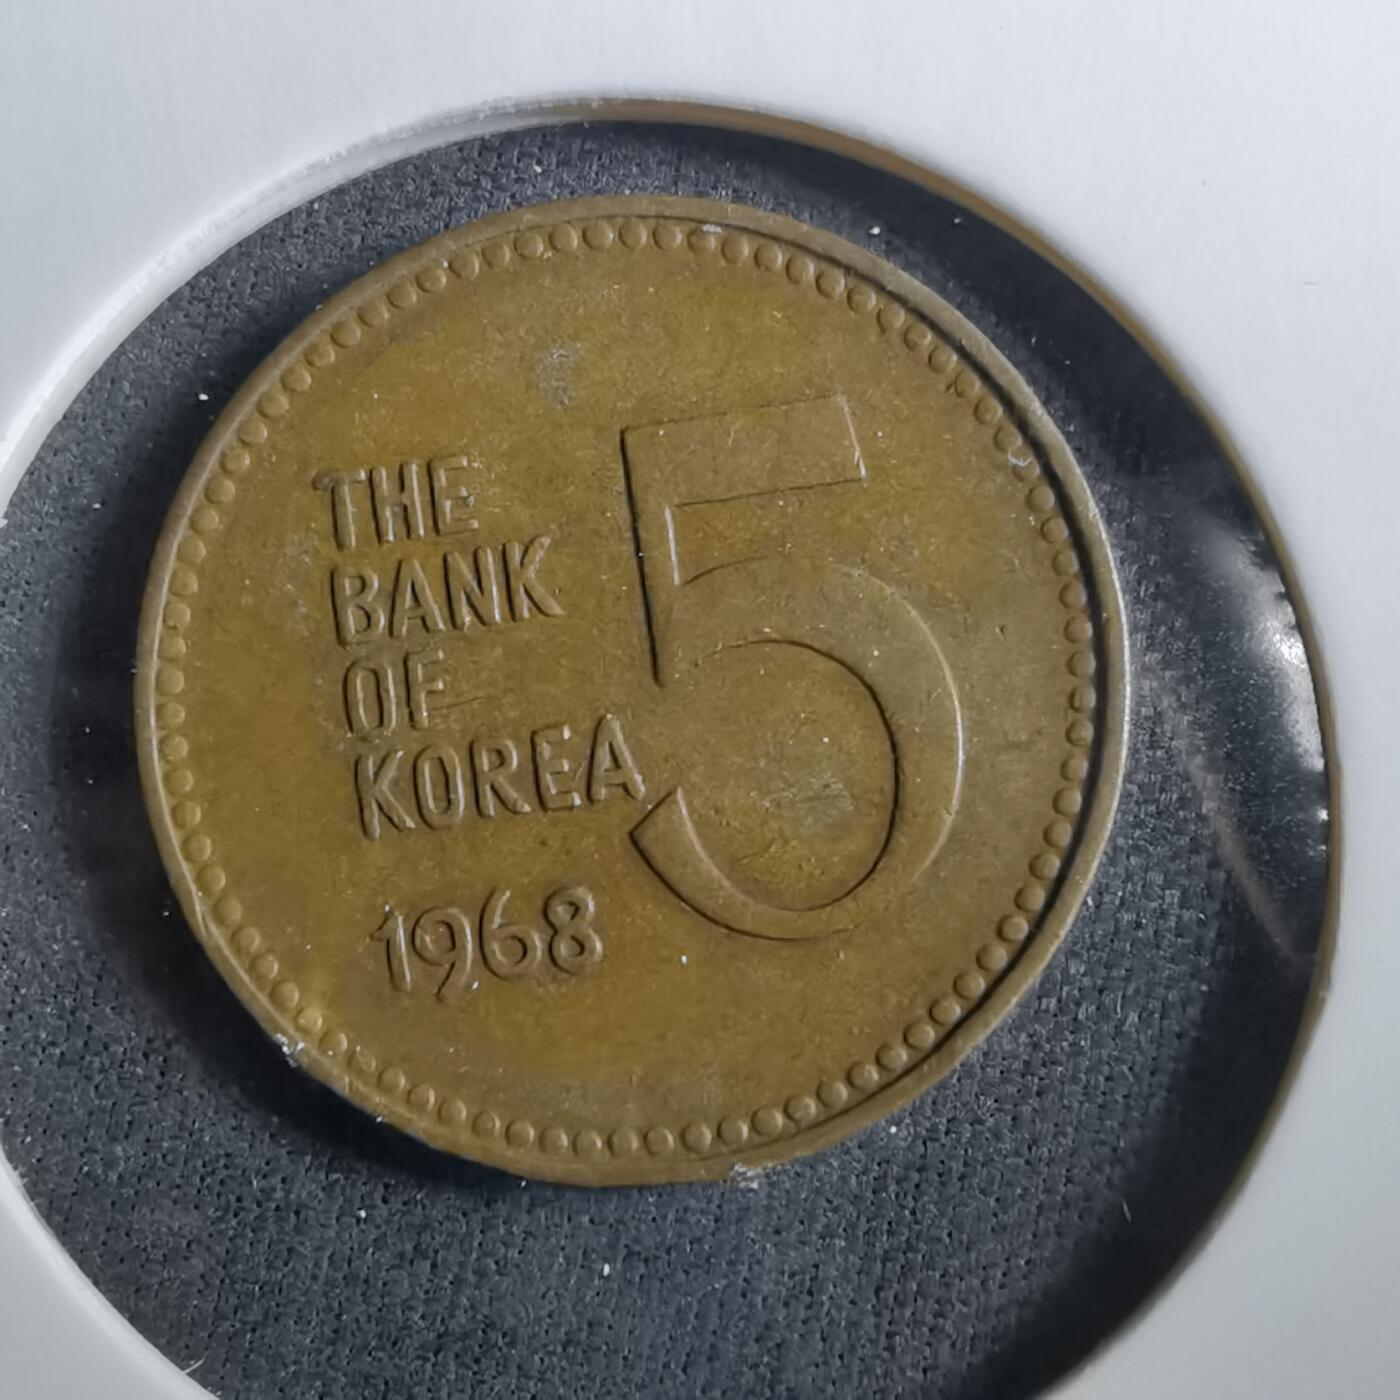 THE
BANK
OF
KOREA
1968
5